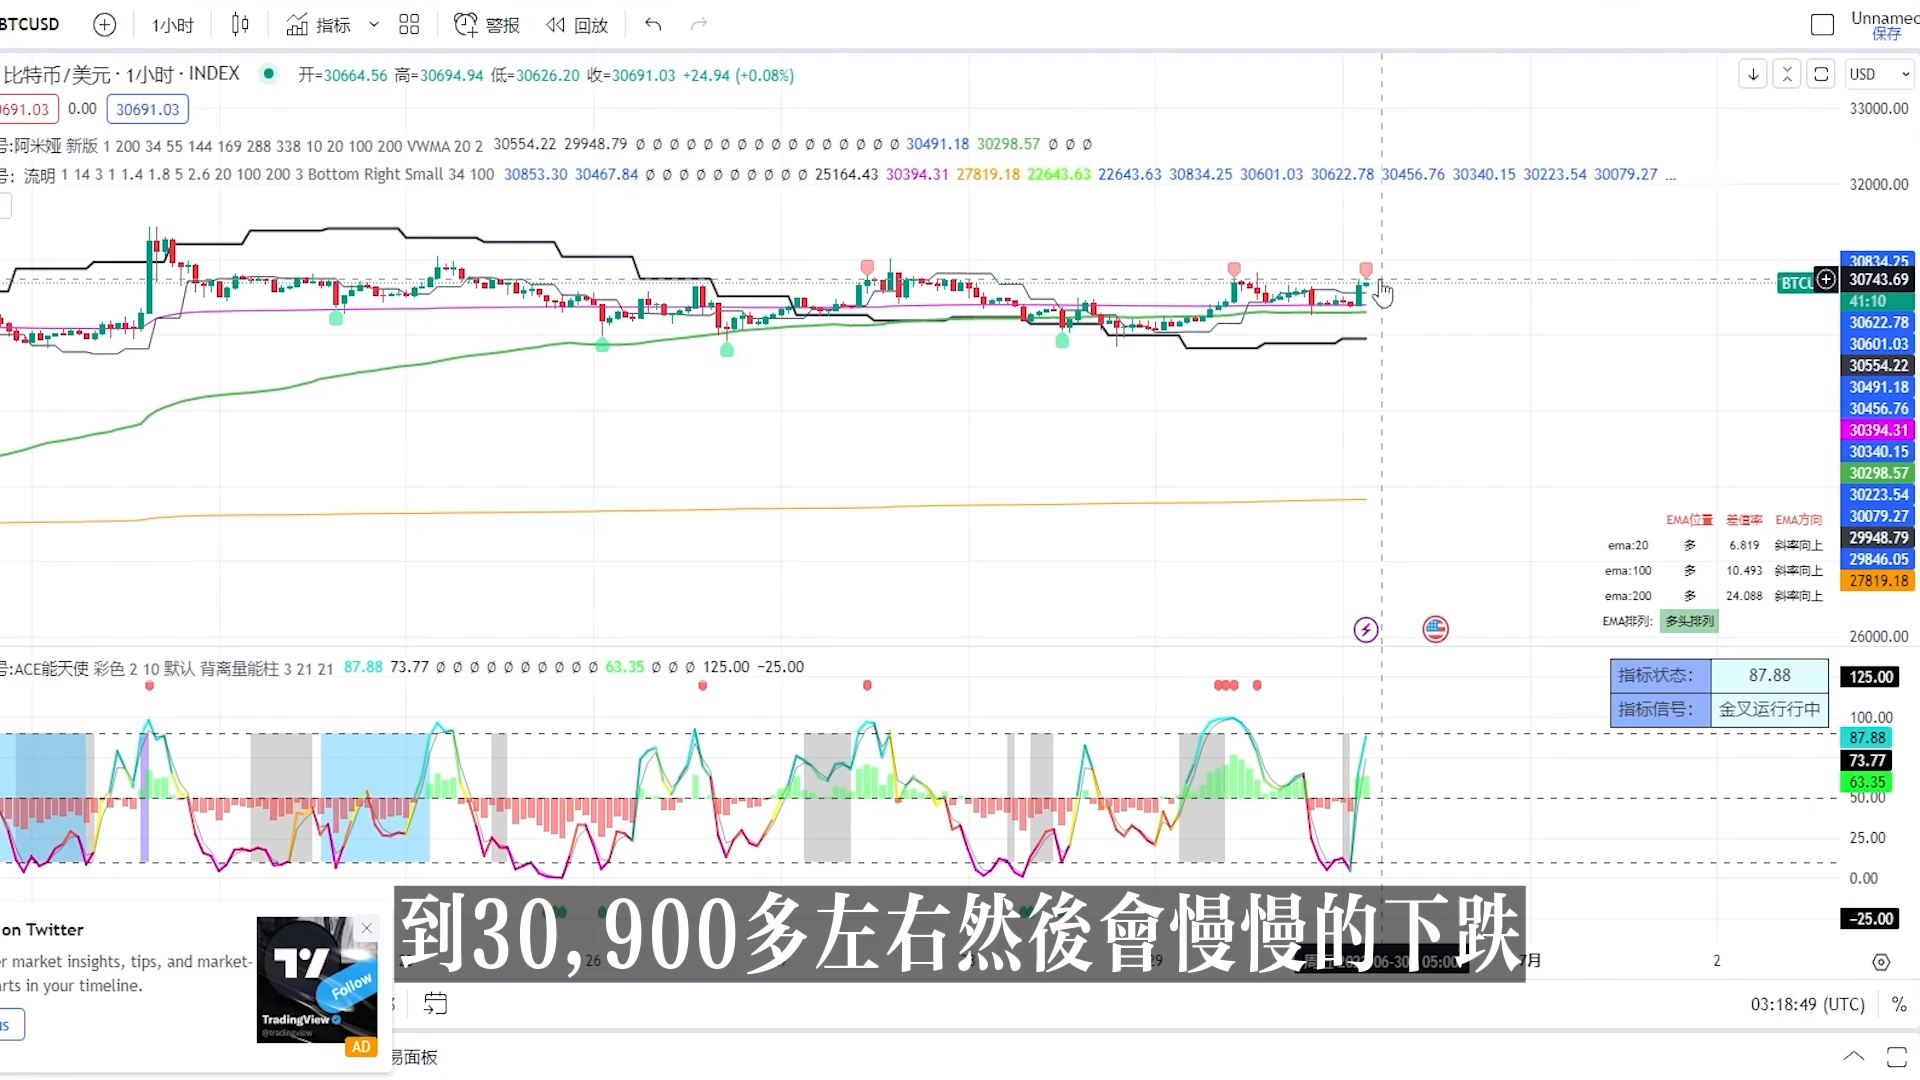 BTCUSD
1小时
指标
警报
回放
Unnamed
保存
比特币/美元 · 1小时 · INDEX
开=30664.56 高=30694.94 低=30626.20 收=30691.03 +24.94 (+0.08%)
USD
33000.00
0691.03 0.00 30691.03
号:阿米娅 新版 1 200 34 55 144 169 288 338 10 20 100 200 VWMA 20 2 30554.22 29948.79 ø ø ø ø ø ø ø ø ø ø ø ø ø ø ø ø 30491.18 30298.57 ø ø ø
号: 流明 1 14 3 1 1.4 1.8 5 2.6 20 100 200 3 Bottom Right Small 34 100 30853.30 30467.84 ø ø ø ø ø ø ø ø ø ø 25164.43 30394.31 27819.18 22643.63 22643.63 30834.25 30601.03 30622.78 30456.76 30340.15 30223.54 30079.27 ...
32000.00
30834.25
BTCU
30743.69
41:10
30622.78
30601.03
30554.22
30491.18
30456.76
30394.31
30340.15
30298.57
30223.54
30079.27
29948.79
29846.05
27819.18
EMA位置 差值率 EMA方向
ema:20 多 6.819 斜率向上
ema:100 多 10.493 斜率向上
ema:200 多 24.088 斜率向上
EMA排列: 多头排列
26000.00
号:ACE能天使 彩色 2 10 默认 背离量能柱 3 21 21 87.88 73.77 ø ø ø ø ø ø ø ø ø ø 63.35 ø ø ø 125.00 −25.00
指标状态: 87.88
指标信号: 金叉运行行中
125.00
100.00
87.88
73.77
63.35
50.00
25.00
0.00
−25.00
到30,900多左右然後會慢慢的下跌
26
29
05:00
7月
2
on Twitter
er market insights, tips, and market-
arts in your timeline.
us
Follow
TradingView
@tradingview
AD
03:18:49 (UTC)
%
易面板